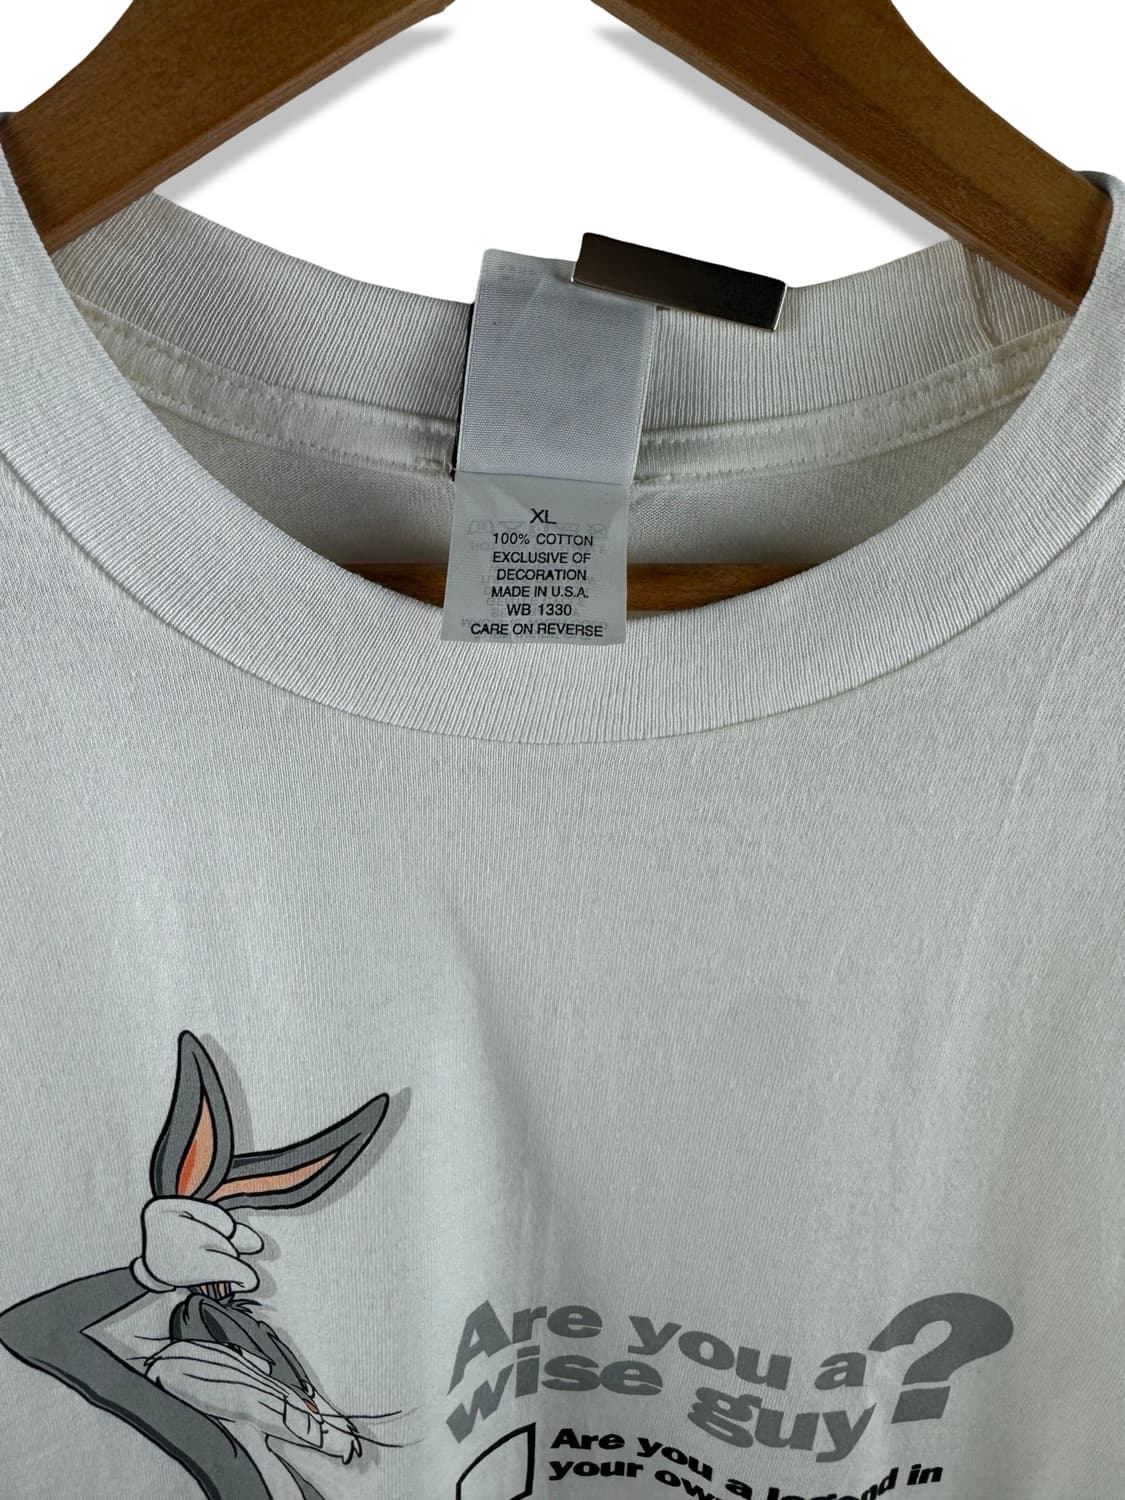 XL
100% COTTON
EXCLUSIVE OF
DECORATION
MADE IN U.S.A.
WB 1330
CARE ON REVERSE
Are you a
wise guy?
Are you a legend in
your own